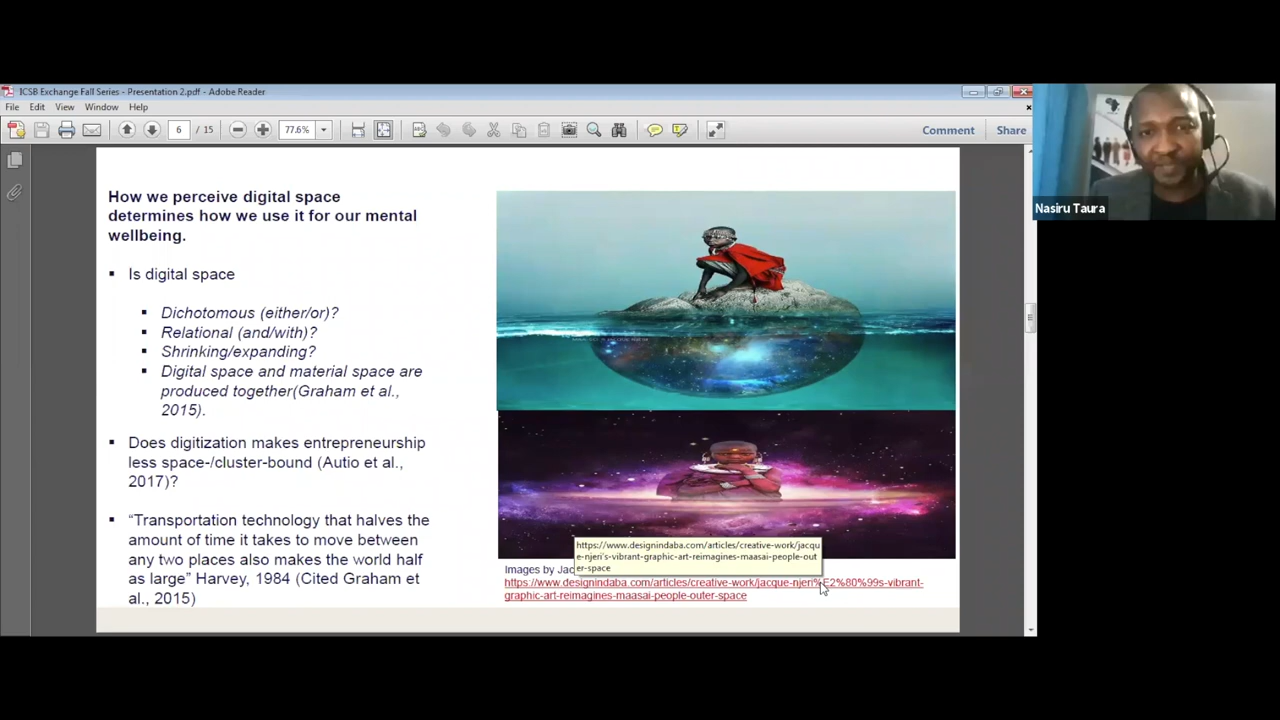 ICSB Exchange Fall Series - Presentation 2.pdf - Adobe Reader
File Edit View Window Help
6 / 15 77.6% Comment Share
Nasiru Taura
How we perceive digital space
determines how we use it for our mental
wellbeing.
▪ Is digital space
▪ Dichotomous (either/or)?
▪ Relational (and/with)?
▪ Shrinking/expanding?
▪ Digital space and material space are
produced together(Graham et al.,
2015).
▪ Does digitization makes entrepreneurship
less space-/cluster-bound (Autio et al.,
2017)?
▪ “Transportation technology that halves the
amount of time it takes to move between
any two places also makes the world half
as large” Harvey, 1984 (Cited Graham et
al., 2015)
https://www.designindaba.com/articles/creative-work/jacqu
e-njeri's-vibrant-graphic-art-reimagines-maasai-people-out
er-space
Images by Jac
https://www.designindaba.com/articles/creative-work/jacque-njeri%E2%80%99s-vibrant-
graphic-art-reimagines-maasai-people-outer-space